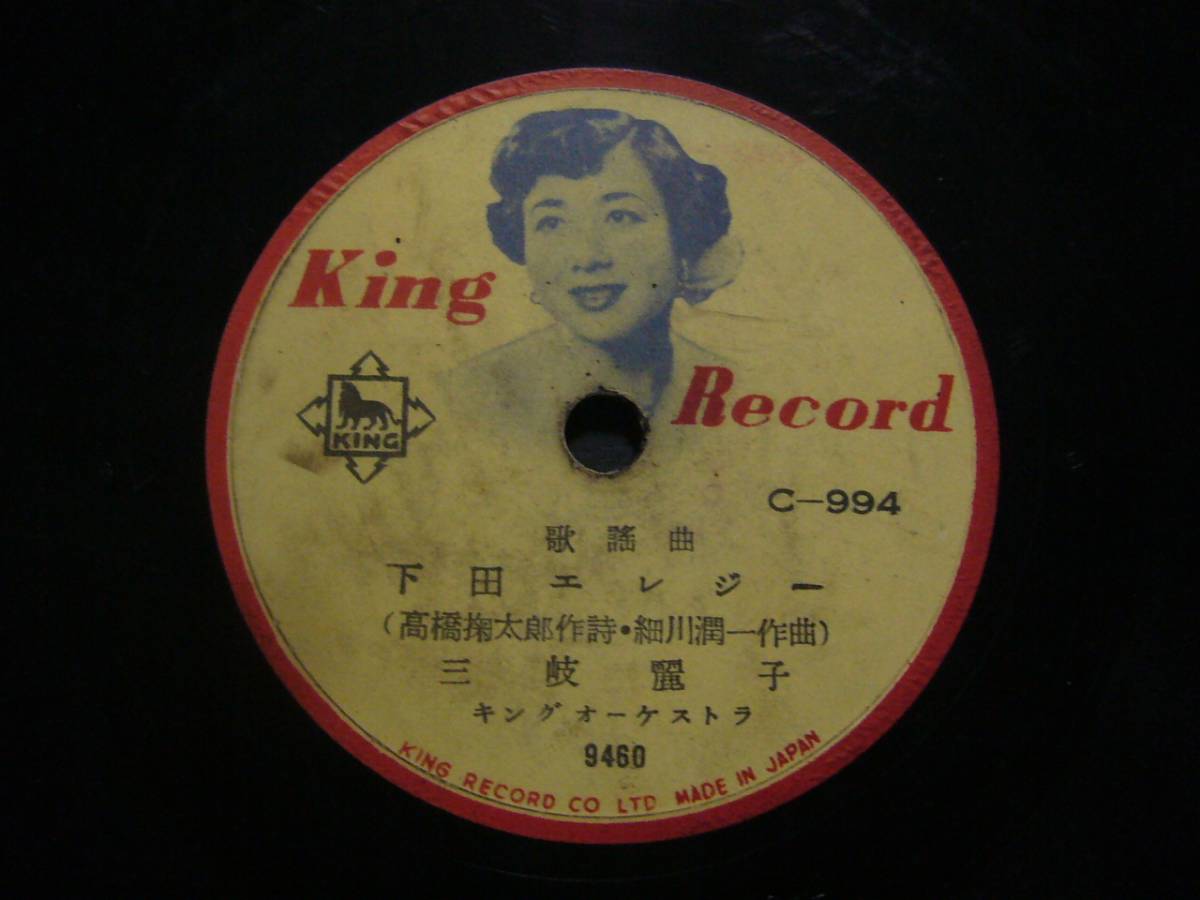 King
Record
KING
C-994
歌謡曲
下田エレジー
(高橋掬太郎作詩・細川潤一作曲)
三岐麗子
キングオーケストラ
9460
KING RECORD CO LTD MADE IN JAPAN